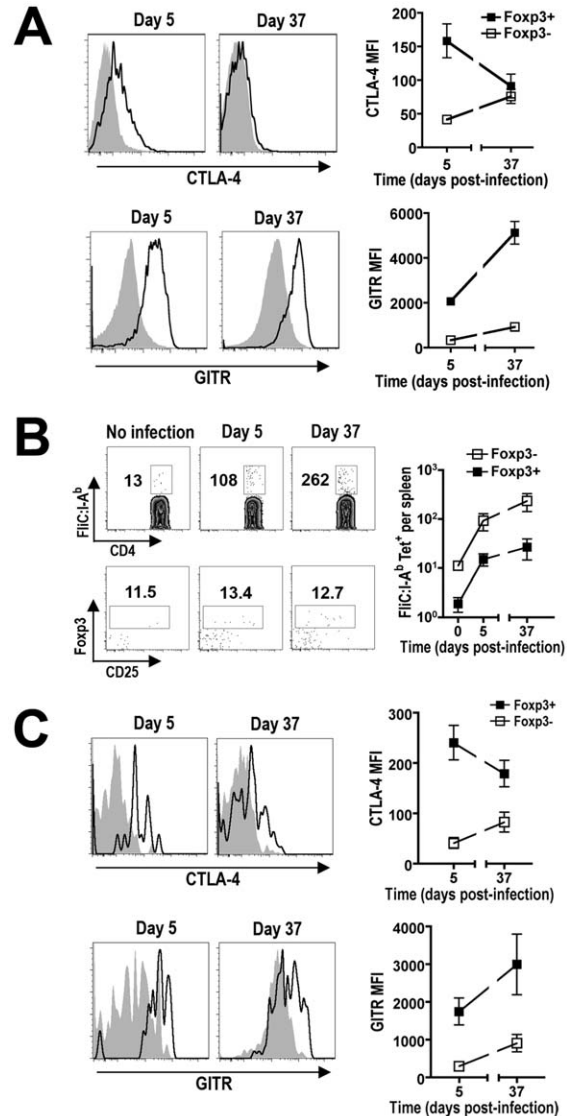 A
Day 5
Day 37
CTLA-4
CTLA-4 MFI
200
150
100
50
0
Foxp3+
Foxp3-
5
37
Time (days post-infection)
Day 5
Day 37
GITR
GITR MFI
6000
4000
2000
0
5
37
Time (days post-infection)
B
No infection
Day 5
Day 37
FliC:I-Aᵇ
13
108
262
CD4
Foxp3
11.5
13.4
12.7
CD25
FliC:I-Aᵇ Tet⁺ per spleen
Foxp3-
Foxp3+
10³
10²
10¹
10⁰
0
5
37
Time (days post-infection)
C
Day 5
Day 37
CTLA-4
Foxp3+
Foxp3-
CTLA-4 MFI
300
200
100
0
5
37
Time (days post-infection)
Day 5
Day 37
GITR
GITR MFI
4000
3000
2000
1000
0
5
37
Time (days post-infection)